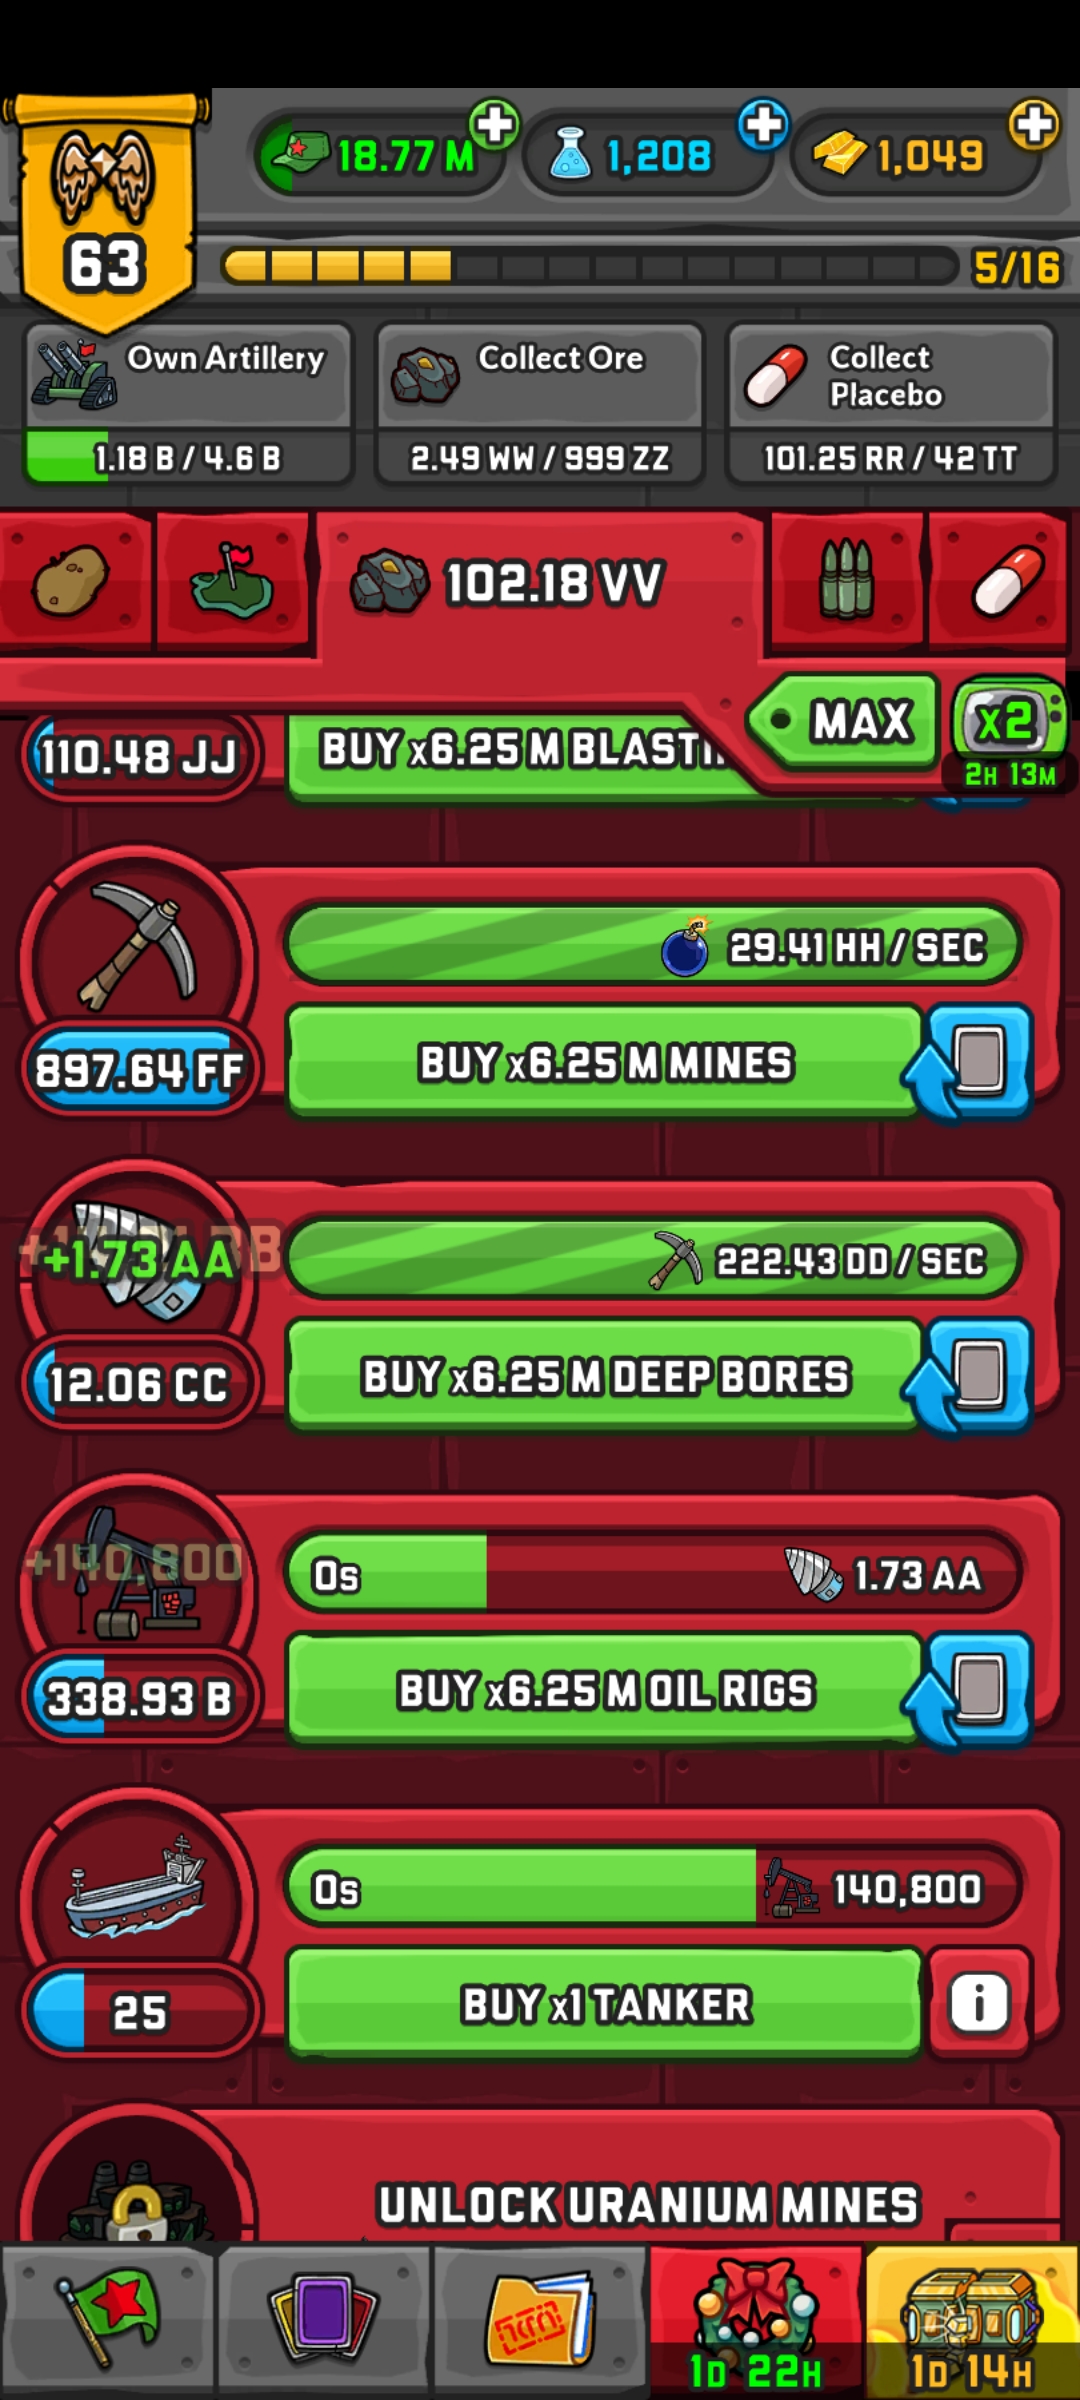 18.77 M
1,208
1,049
63
5/16
Own Artillery
1.18 B / 4.6 B
Collect Ore
2.49 WW / 999 ZZ
Collect
Placebo
101.25 RR / 42 TT
102.18 VV
MAX
x2
2H 13M
110.48 JJ
BUY x6.25 M
29.41 HH / SEC
897.64 FF
BUY x6.25 M MINES
+1.73 AA
222.43 DD / SEC
12.06 CC
BUY x6.25 M DEEP BORES
+140,800
0s
1.73 AA
338.93 B
BUY x6.25 M OIL RIGS
0s
140,800
25
BUY x1 TANKER
i
UNLOCK URANIUM MINES
1D 22H
1D 14H